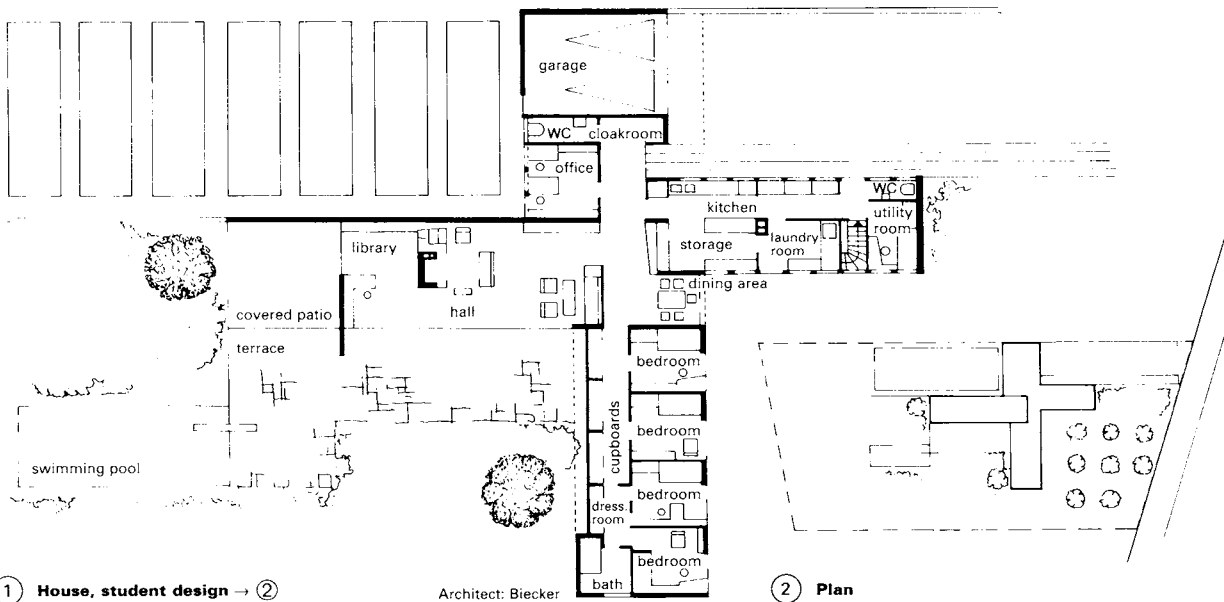 garage
WC
cloakroom
office
WC
kitchen
utility
room
library
storage
laundry
room
dining area
hall
covered patio
terrace
bedroom
cupboards
bedroom
swimming pool
bedroom
dress.
room
bedroom
bath
1 House, student design → 2
Architect: Biecker
2 Plan